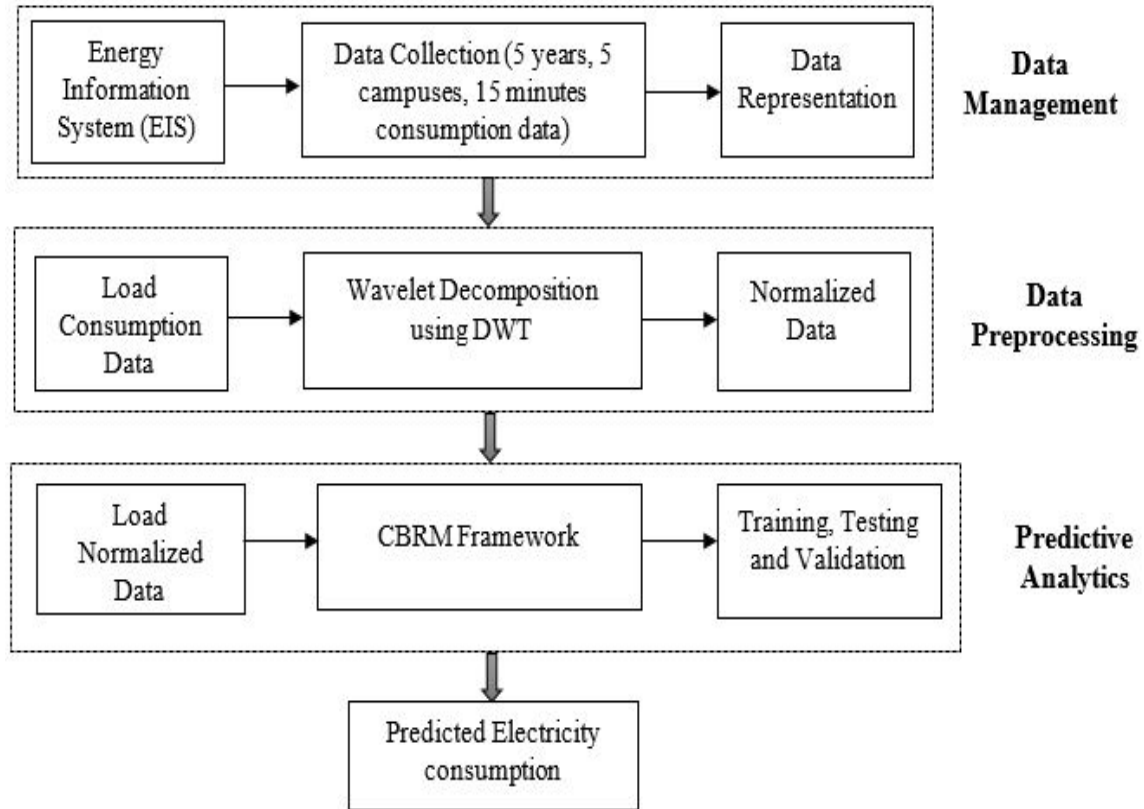 Energy
Information
System (EIS)
Data Collection (5 years, 5
campuses, 15 minutes
consumption data)
Data
Representation
Data
Management
Load
Consumption
Data
Wavelet Decomposition
using DWT
Normalized
Data
Data
Preprocessing
Load
Normalized
Data
CBRM Framework
Training, Testing
and Validation
Predictive
Analytics
Predicted Electricity
consumption